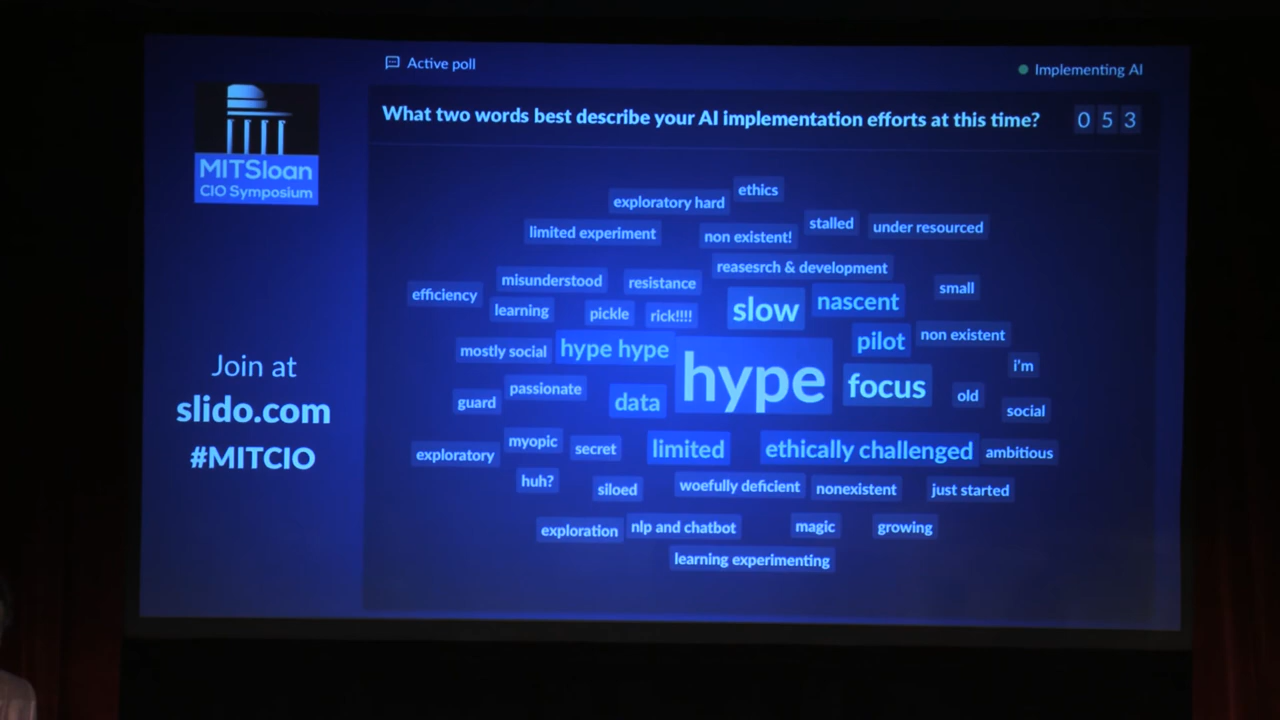 Active poll
Implementing AI
What two words best describe your AI implementation efforts at this time?
0 5 3
MITSloan
CIO Symposium
Join at
slido.com
#MITCIO
ethics
exploratory hard
stalled
under resourced
limited experiment
non existent!
reasesrch & development
misunderstood
resistance
small
efficiency
learning
pickle
rick!!!!
slow
nascent
pilot
non existent
mostly social
hype hype
hype
i'm
passionate
focus
old
guard
data
social
myopic
secret
limited
ethically challenged
ambitious
exploratory
huh?
siloed
woefully deficient
nonexistent
just started
exploration
nlp and chatbot
magic
growing
learning experimenting